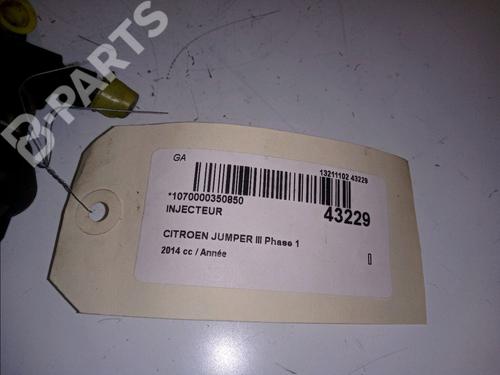 B-PARTS
GA
13211102 43229
*1070000350850
INJECTEUR
43229
CITROEN JUMPER III Phase 1
2014 cc / Année